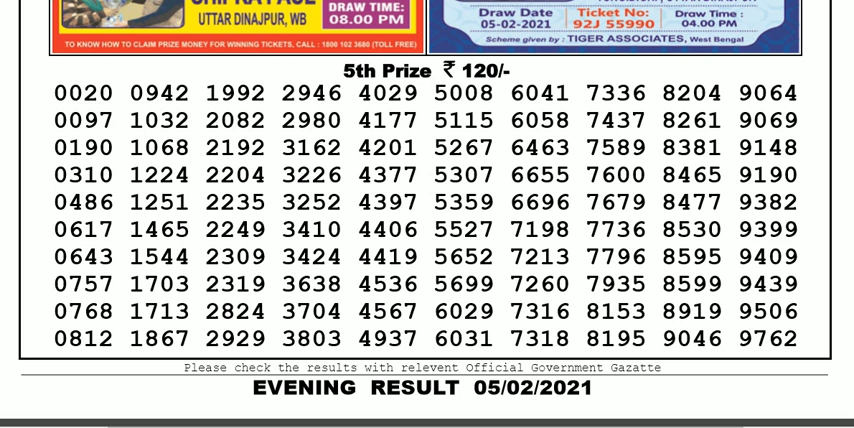 UTTAR DINAJPUR, WB
DRAW TIME:
08.00 PM
TO KNOW HOW TO CLAIM PRIZE MONEY FOR WINNING TICKETS, CALL : 1800 102 3680 (TOLL FREE)
Draw Date
05-02-2021
Ticket No:
92J 55990
Draw Time :
04.00 PM
Scheme given by : TIGER ASSOCIATES, West Bengal
5th Prize ₹ 120/-
0020 0942 1992 2946 4029 5008 6041 7336 8204 9064
0097 1032 2082 2980 4177 5115 6058 7437 8261 9069
0190 1068 2192 3162 4201 5267 6463 7589 8381 9148
0310 1224 2204 3226 4377 5307 6655 7600 8465 9190
0486 1251 2235 3252 4397 5359 6696 7679 8477 9382
0617 1465 2249 3410 4406 5527 7198 7736 8530 9399
0643 1544 2309 3424 4419 5652 7213 7796 8595 9409
0757 1703 2319 3638 4536 5699 7260 7935 8599 9439
0768 1713 2824 3704 4567 6029 7316 8153 8919 9506
0812 1867 2929 3803 4937 6031 7318 8195 9046 9762
Please check the results with relevent Official Government Gazatte
EVENING RESULT 05/02/2021